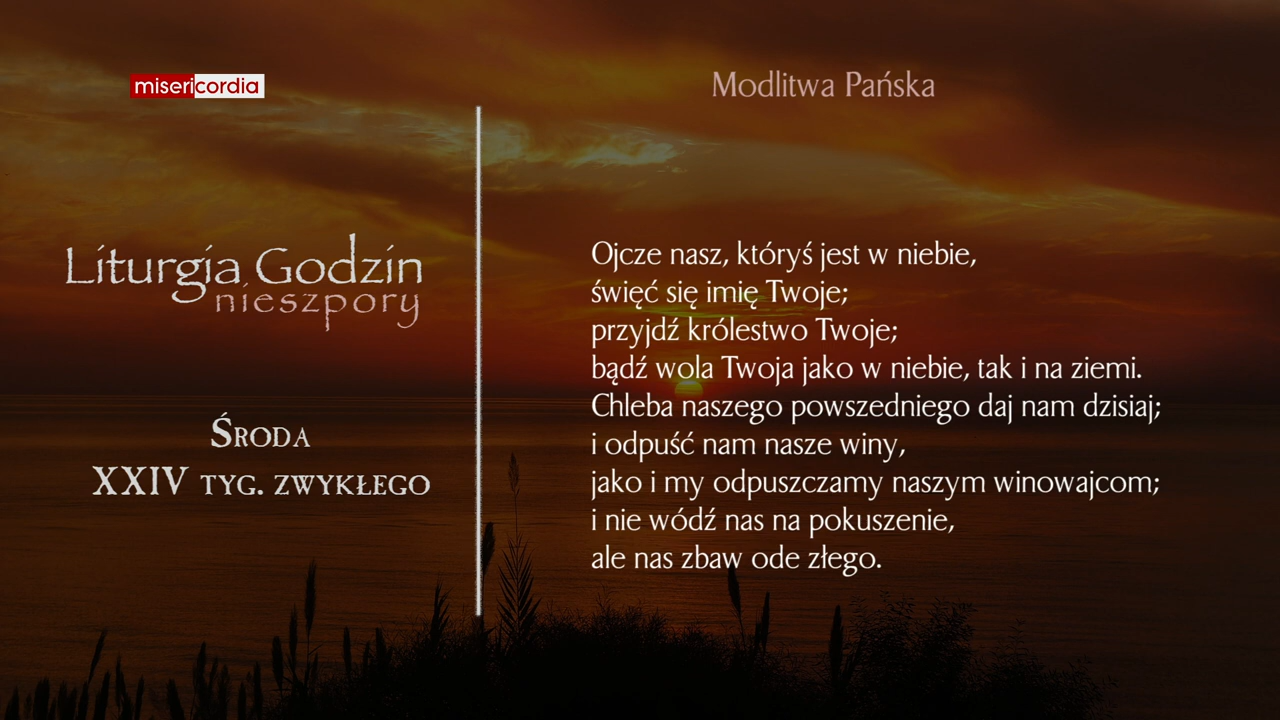 misericordia
Liturgia Godzin
nieszpory
Środa
XXIV tyg. zwykłego
Modlitwa Pańska
Ojcze nasz, któryś jest w niebie,
święć się imię Twoje;
przyjdź królestwo Twoje;
bądź wola Twoja jako w niebie, tak i na ziemi.
Chleba naszego powszedniego daj nam dzisiaj;
i odpuść nam nasze winy,
jako i my odpuszczamy naszym winowajcom;
i nie wódź nas na pokuszenie,
ale nas zbaw ode złego.